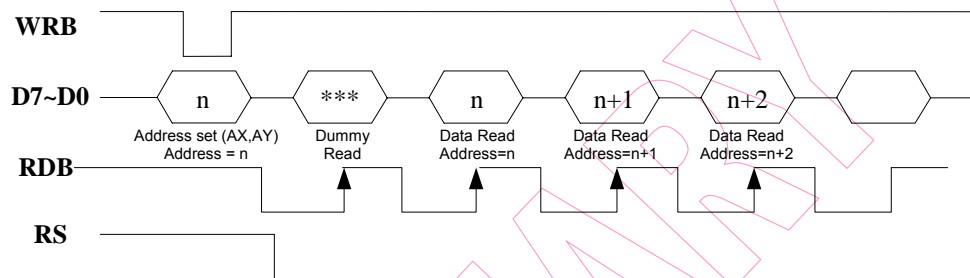 WRB
D7~D0
n
***
n
n+1
n+2
Address set (AX,AY)
Address = n
Dummy
Read
Data Read
Address=n
Data Read
Address=n+1
Data Read
Address=n+2
RDB
RS